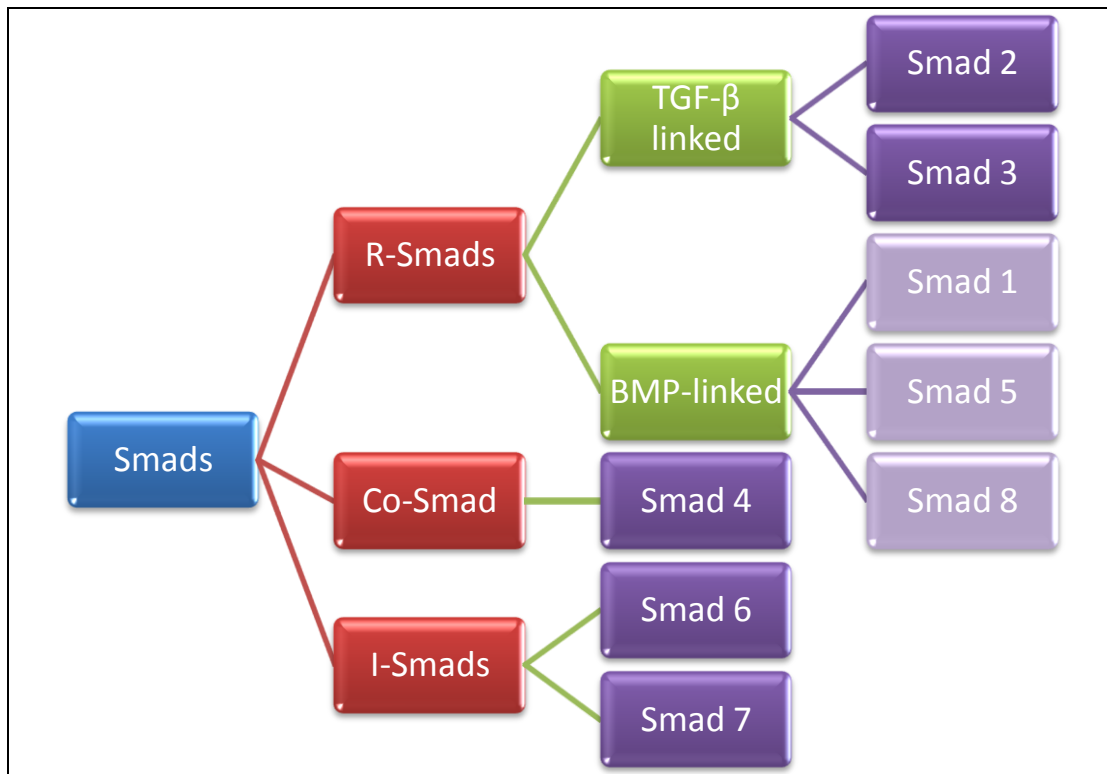 Smads
R-Smads
TGF-β
linked
Smad 2
Smad 3
BMP-linked
Smad 1
Smad 5
Smad 8
Co-Smad
Smad 4
I-Smads
Smad 6
Smad 7